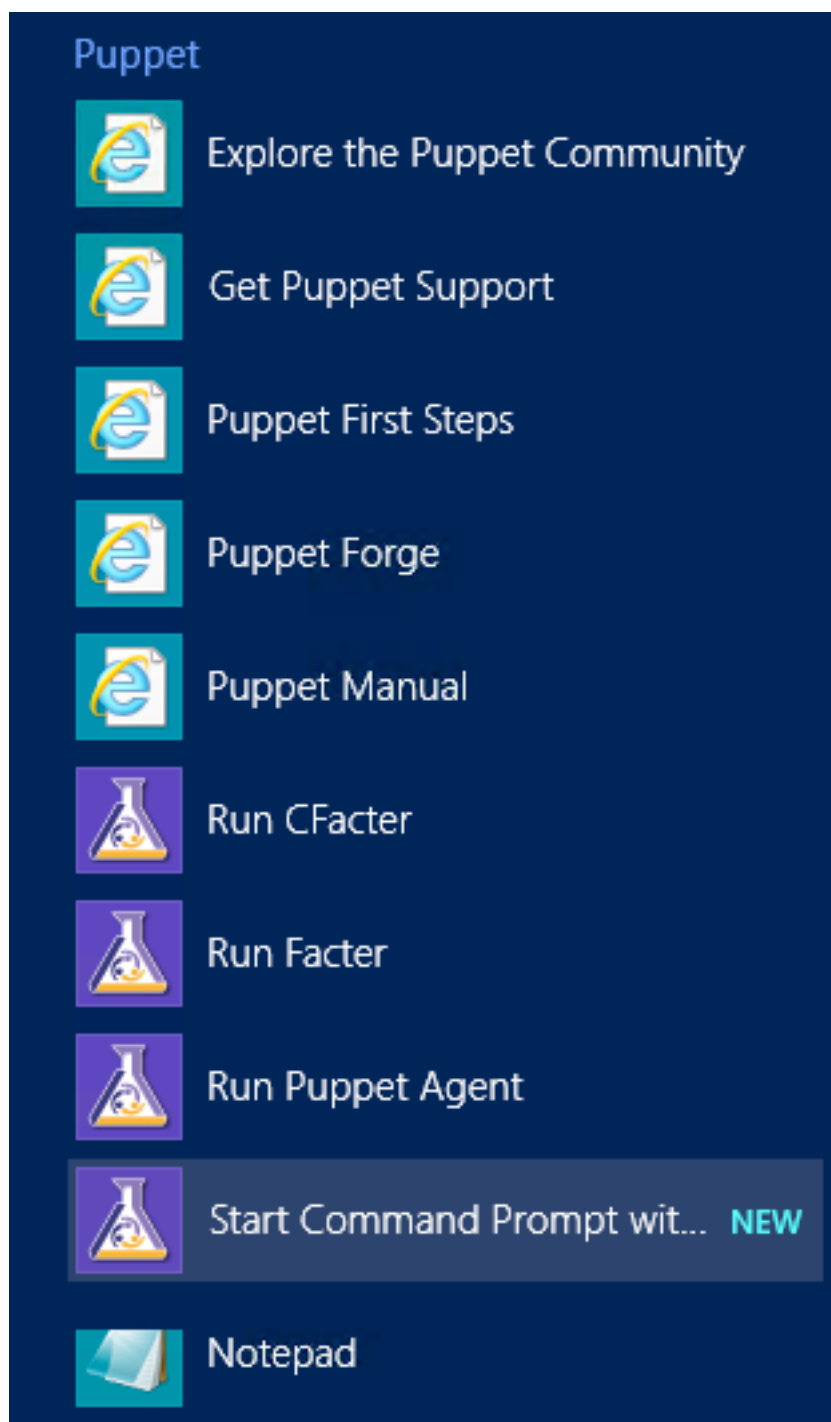 Puppet
Explore the Puppet Community
Get Puppet Support
Puppet First Steps
Puppet Forge
Puppet Manual
Run CFacter
Run Facter
Run Puppet Agent
Start Command Prompt wit... NEW
Notepad